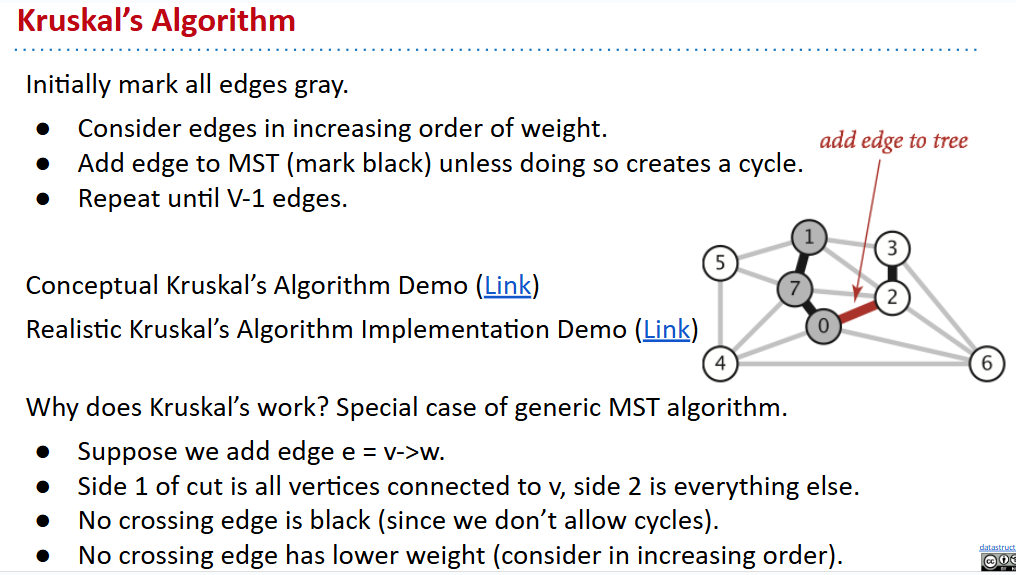 Kruskal’s Algorithm
Initially mark all edges gray.
● Consider edges in increasing order of weight.
● Add edge to MST (mark black) unless doing so creates a cycle.
● Repeat until V-1 edges.
add edge to tree
1
3
5
7
2
0
4
6
Conceptual Kruskal’s Algorithm Demo (Link)
Realistic Kruskal’s Algorithm Implementation Demo (Link)
Why does Kruskal’s work? Special case of generic MST algorithm.
● Suppose we add edge e = v->w.
● Side 1 of cut is all vertices connected to v, side 2 is everything else.
● No crossing edge is black (since we don’t allow cycles).
● No crossing edge has lower weight (consider in increasing order).
datastruct